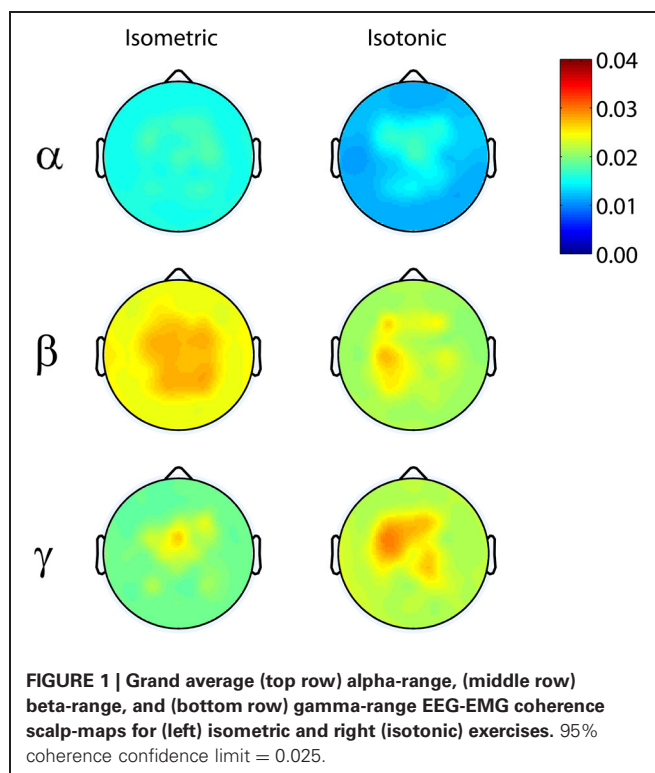 Isometric Isotonic
0.04
0.03
0.02
0.01
0.00
α
β
γ
FIGURE 1 | Grand average (top row) alpha-range, (middle row)
beta-range, and (bottom row) gamma-range EEG-EMG coherence
scalp-maps for (left) isometric and right (isotonic) exercises. 95%
coherence confidence limit = 0.025.